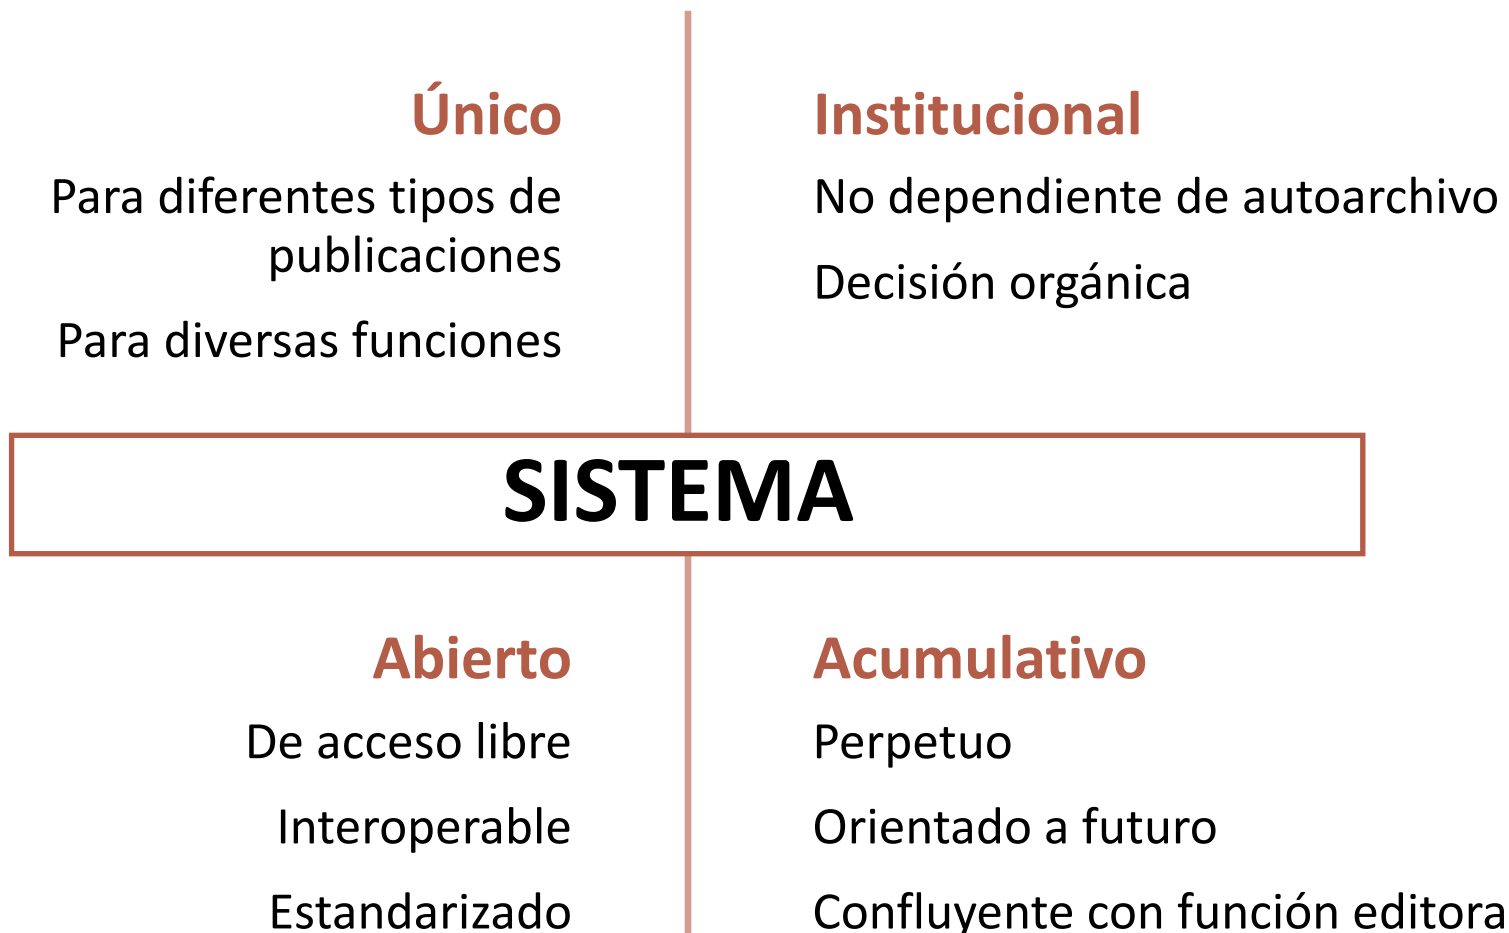 Único
Para diferentes tipos de
publicaciones
Para diversas funciones
Institucional
No dependiente de autoarchivo
Decisión orgánica
SISTEMA
Abierto
De acceso libre
Interoperable
Estandarizado
Acumulativo
Perpetuo
Orientado a futuro
Confluyente con función editora